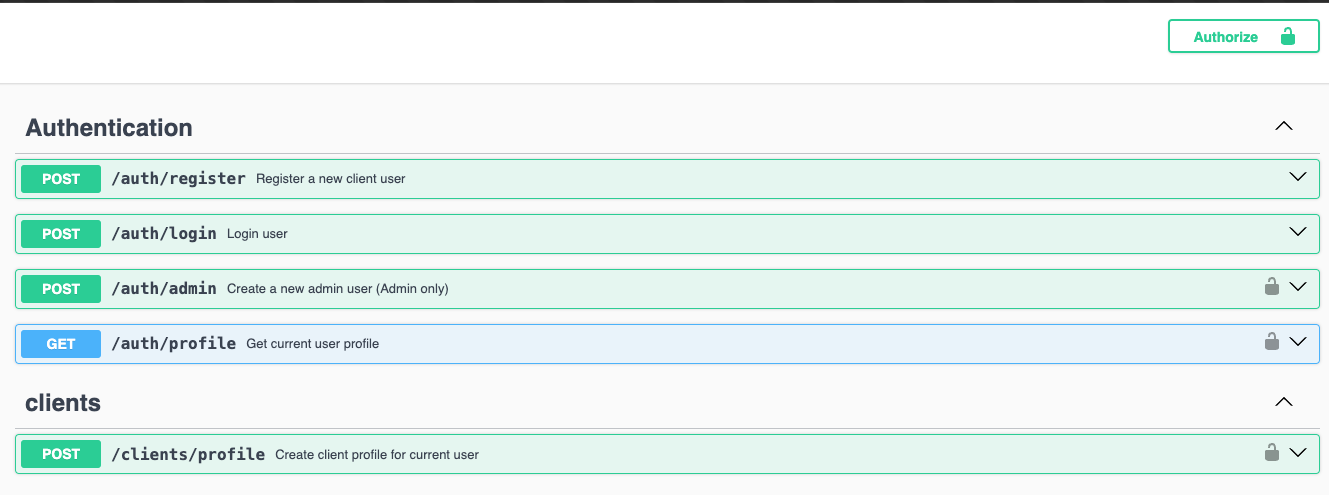 Authorize
Authentication
POST /auth/register Register a new client user
POST /auth/login Login user
POST /auth/admin Create a new admin user (Admin only)
GET /auth/profile Get current user profile
clients
POST /clients/profile Create client profile for current user